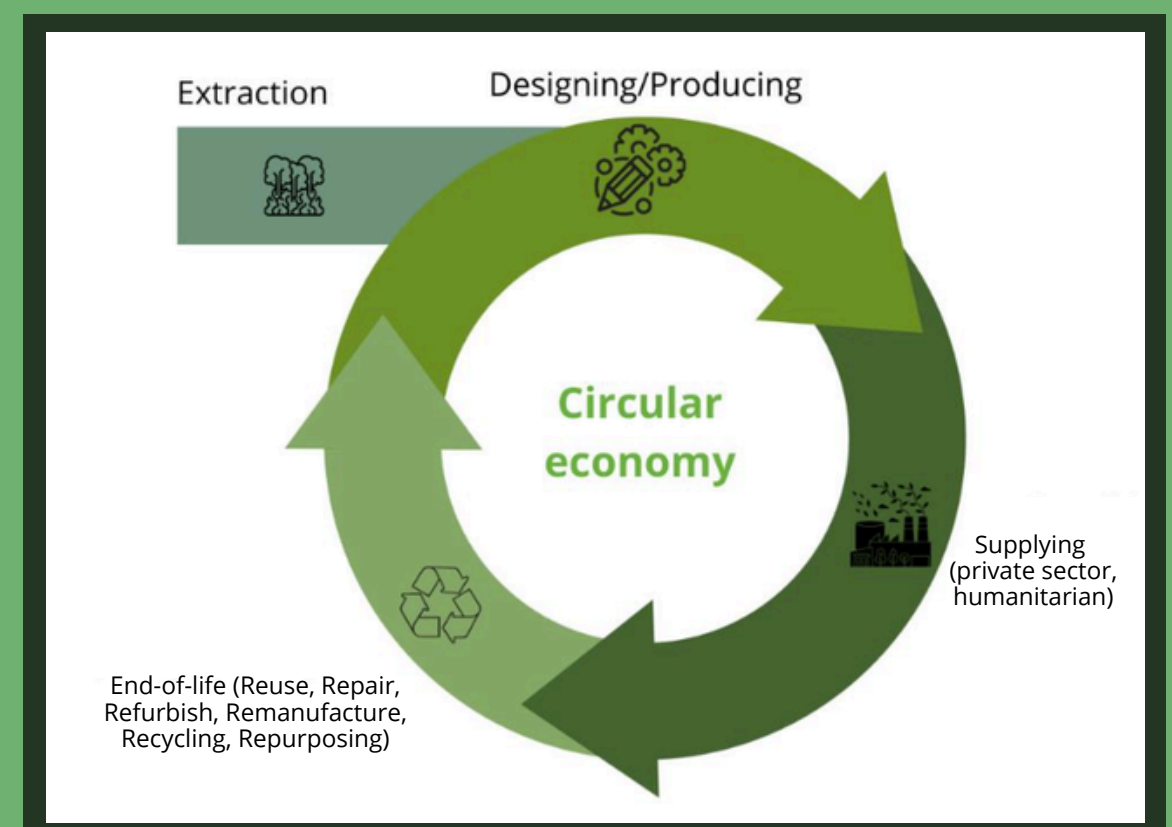 Extraction
Designing/Producing
Circular
economy
Supplying
(private sector,
humanitarian)
End-of-life (Reuse, Repair,
Refurbish, Remanufacture,
Recycling, Repurposing)